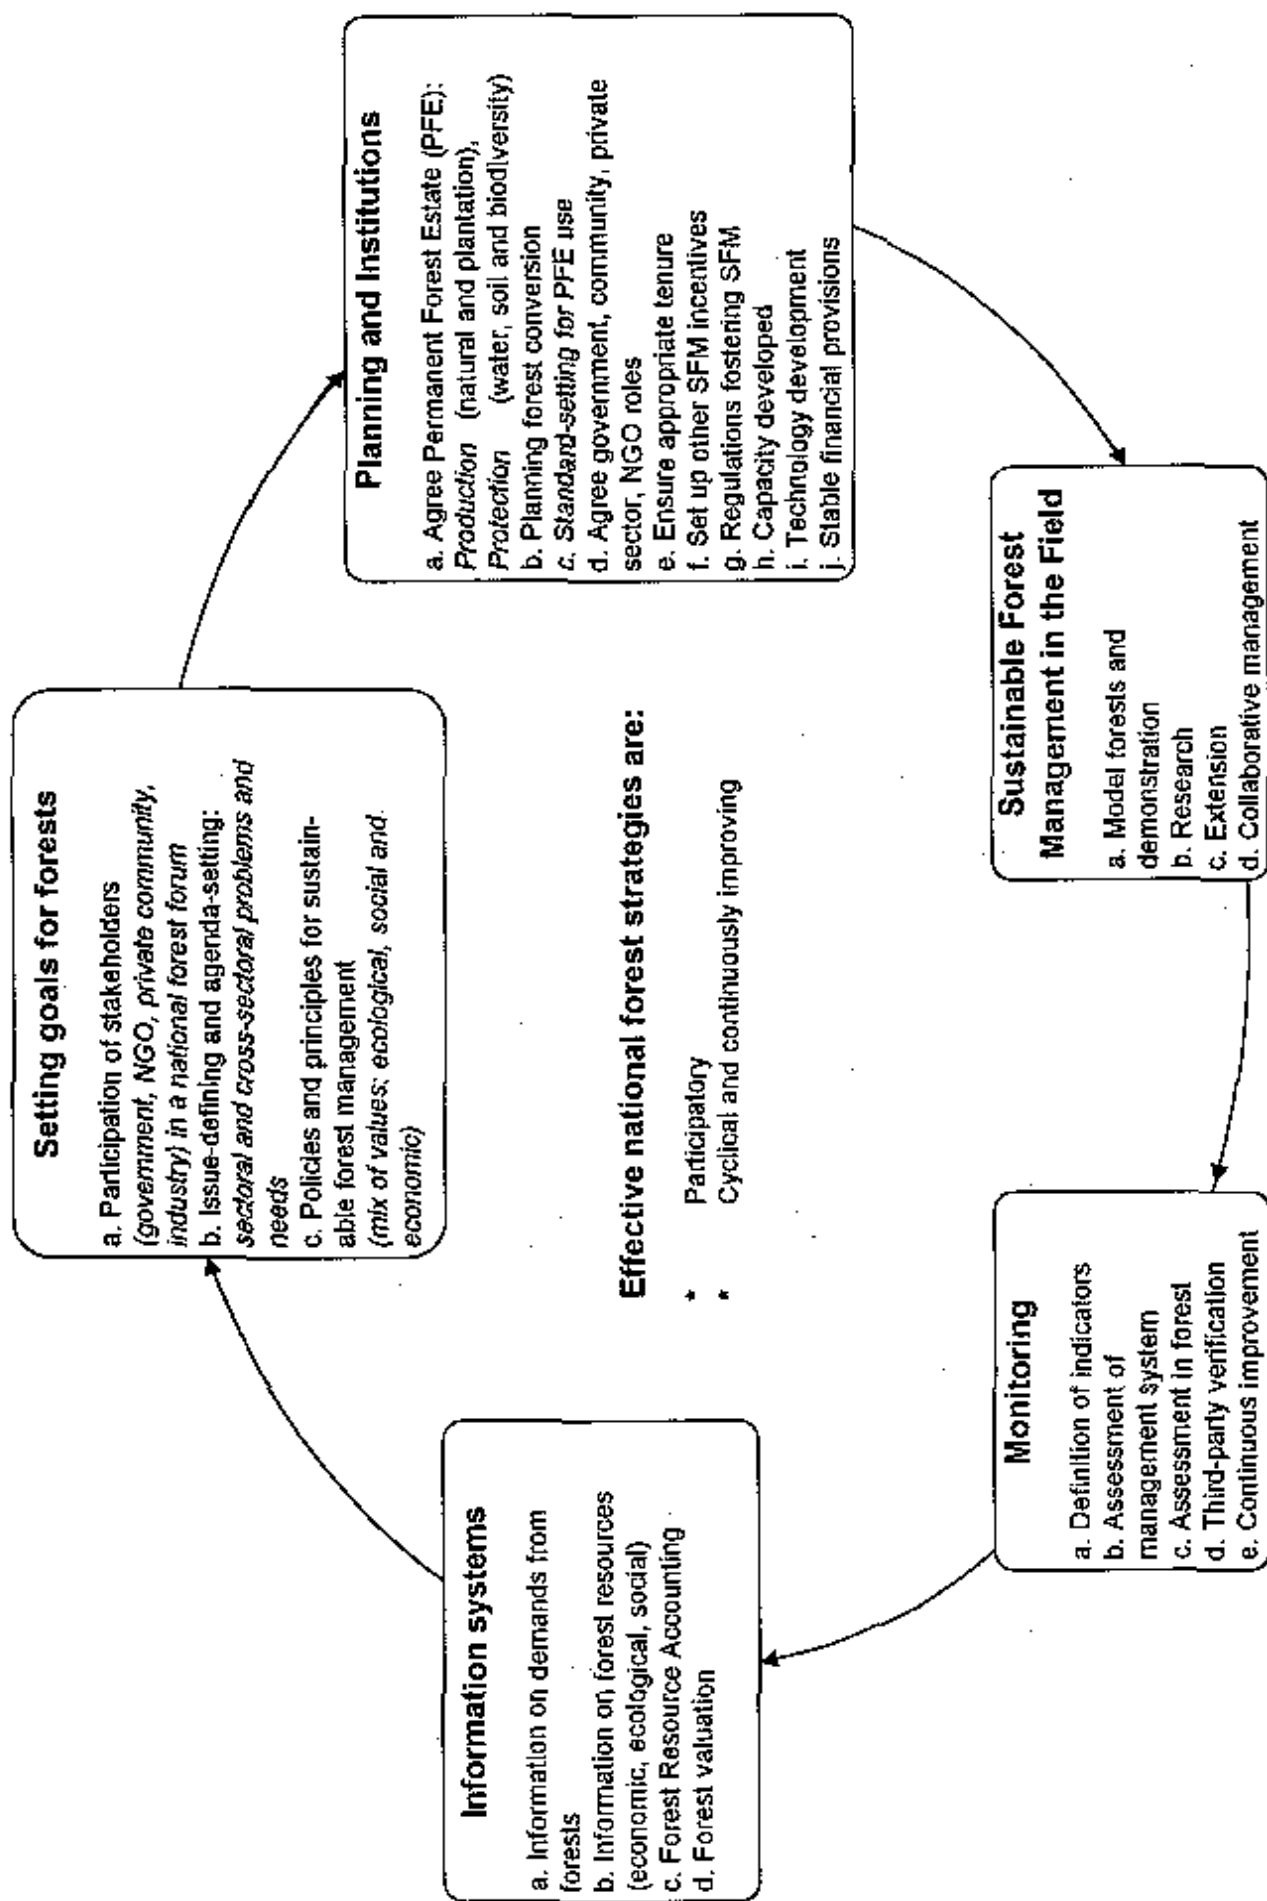 Setting goals for forests
a. Participation of stakeholders
(government, NGO, private community,
industry) in a national forest forum
b. Issue-defining and agenda-setting:
sectoral and cross-sectoral problems and
needs
c. Policies and principles for sustain-
able forest management
(mix of values: ecological, social and
economic)
Planning and Institutions
a. Agree Permanent Forest Estate (PFE):
Production (natural and plantation),
Protection (water, soil and biodiversity)
b. Planning forest conversion
c. Standard-setting for PFE use
d. Agree government, community, private
sector, NGO roles
e. Ensure appropriate tenure
f. Set up other SFM incentives
g. Regulations fostering SFM
h. Capacity developed
i. Technology development
j. Stable financial provisions
Sustainable Forest
Management in the Field
a. Model forests and
demonstration
b. Research
c. Extension
d. Collaborative management
Monitoring
a. Definition of indicators
b. Assessment of
management system
c. Assessment in forest
d. Third-party verification
e. Continuous improvement
Information systems
a. Information on demands from
forests
b. Information on forest resources
(economic, ecological, social)
c. Forest Resource Accounting
d. Forest valuation
Effective national forest strategies are:
* Participatory
* Cyclical and continuously improving